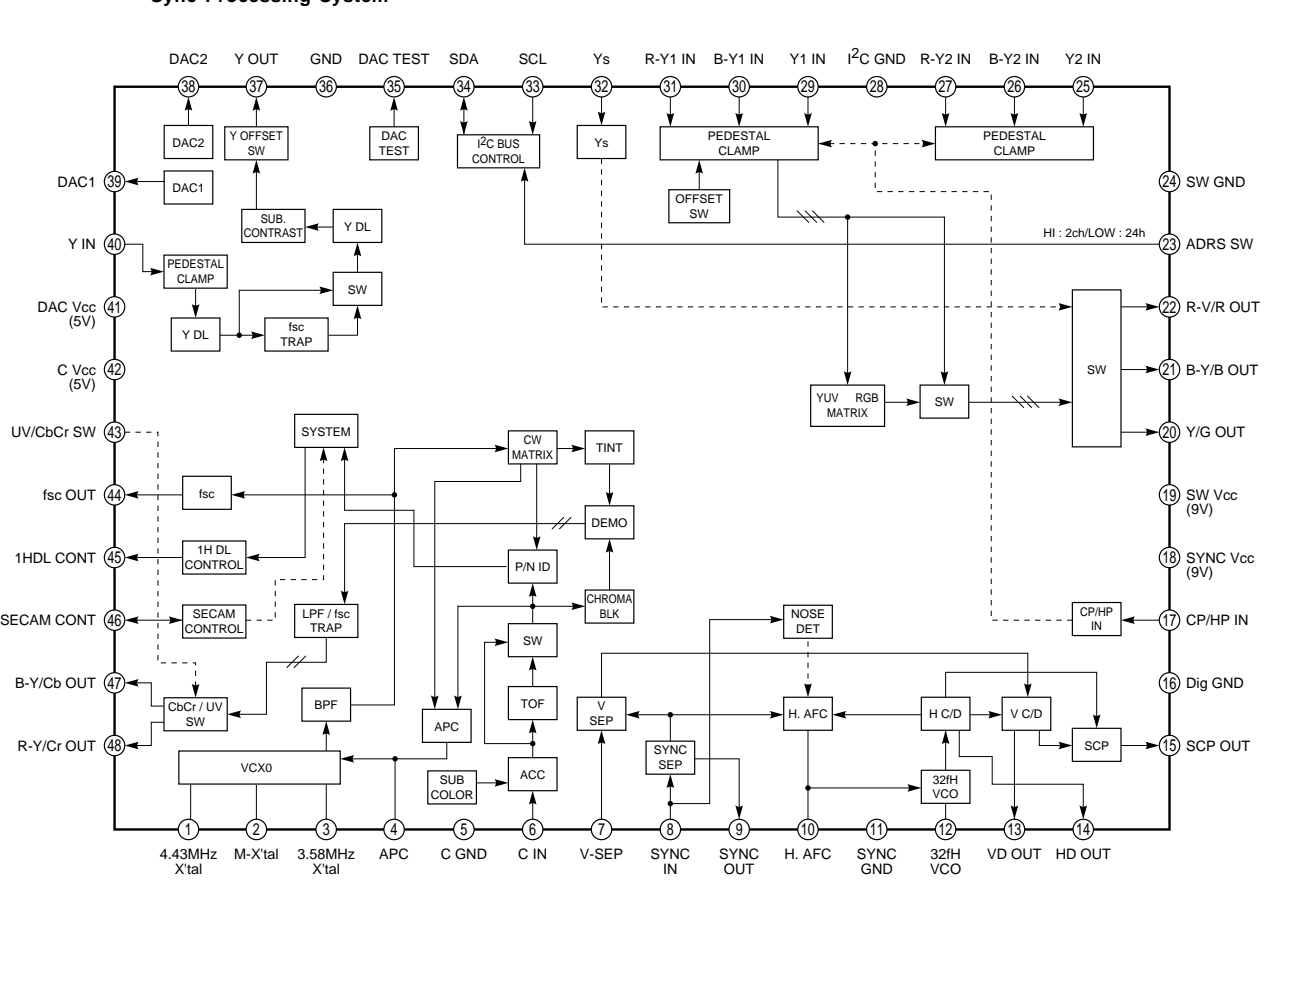 DAC2 Y OUT GND DAC TEST SDA SCL Ys R-Y1 IN B-Y1 IN Y1 IN I2C GND R-Y2 IN B-Y2 IN Y2 IN
38 37 36 35 34 33 32 31 30 29 28 27 26 25
DAC2
Y OFFSET
SW
DAC
TEST
I2C BUS
CONTROL
Ys
PEDESTAL
CLAMP
PEDESTAL
CLAMP
DAC1 39
DAC1
OFFSET
SW
24 SW GND
SUB.
CONTRAST
Y DL
HI : 2ch/LOW : 24h
Y IN 40
23 ADRS SW
PEDESTAL
CLAMP
SW
DAC Vcc
(5V)
41
22 R-V/R OUT
Y DL
fsc
TRAP
C Vcc
(5V)
42
SW
21 B-Y/B OUT
YUV RGB
MATRIX
SW
UV/CbCr SW 43
SYSTEM
CW
MATRIX
TINT
20 Y/G OUT
fsc OUT 44
fsc
19 SW Vcc
(9V)
DEMO
1HDL CONT 45
1H DL
CONTROL
P/N ID
18 SYNC Vcc
(9V)
SECAM CONT 46
SECAM
CONTROL
LPF / fsc
TRAP
CHROMA
BLK
NOSE
DET
CP/HP
IN
17 CP/HP IN
SW
B-Y/Cb OUT 47
16 Dig GND
CbCr / UV
SW
BPF
TOF
APC
V
SEP
H. AFC
H C/D
V C/D
R-Y/Cr OUT 48
SCP
15 SCP OUT
VCX0
SYNC
SEP
ACC
SUB
COLOR
32fH
VCO
1 2 3 4 5 6 7 8 9 10 11 12 13 14
4.43MHz
X'tal
M-X'tal
3.58MHz
X'tal
APC
C GND
C IN
V-SEP
SYNC
IN
SYNC
OUT
H. AFC
SYNC
GND
32fH
VCO
VD OUT
HD OUT